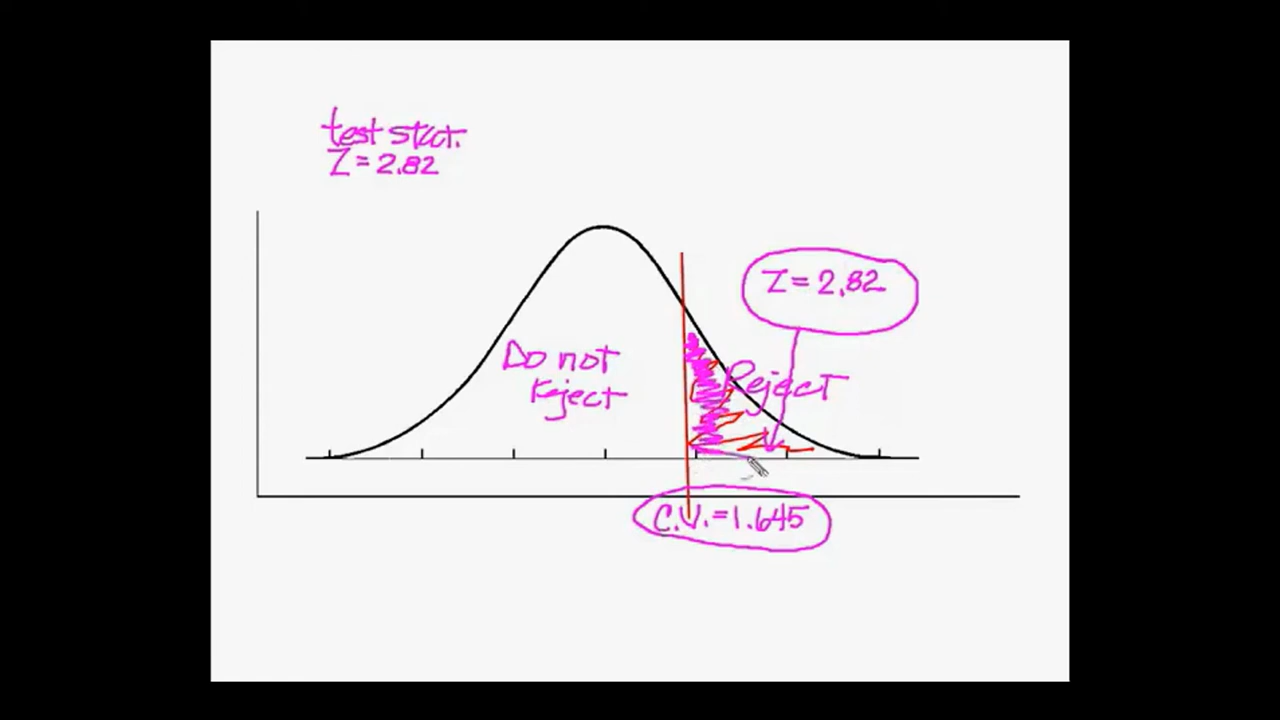 test stat.
Z = 2.82
Z = 2.82
Do not
Reject
Reject
C.V. = 1.645